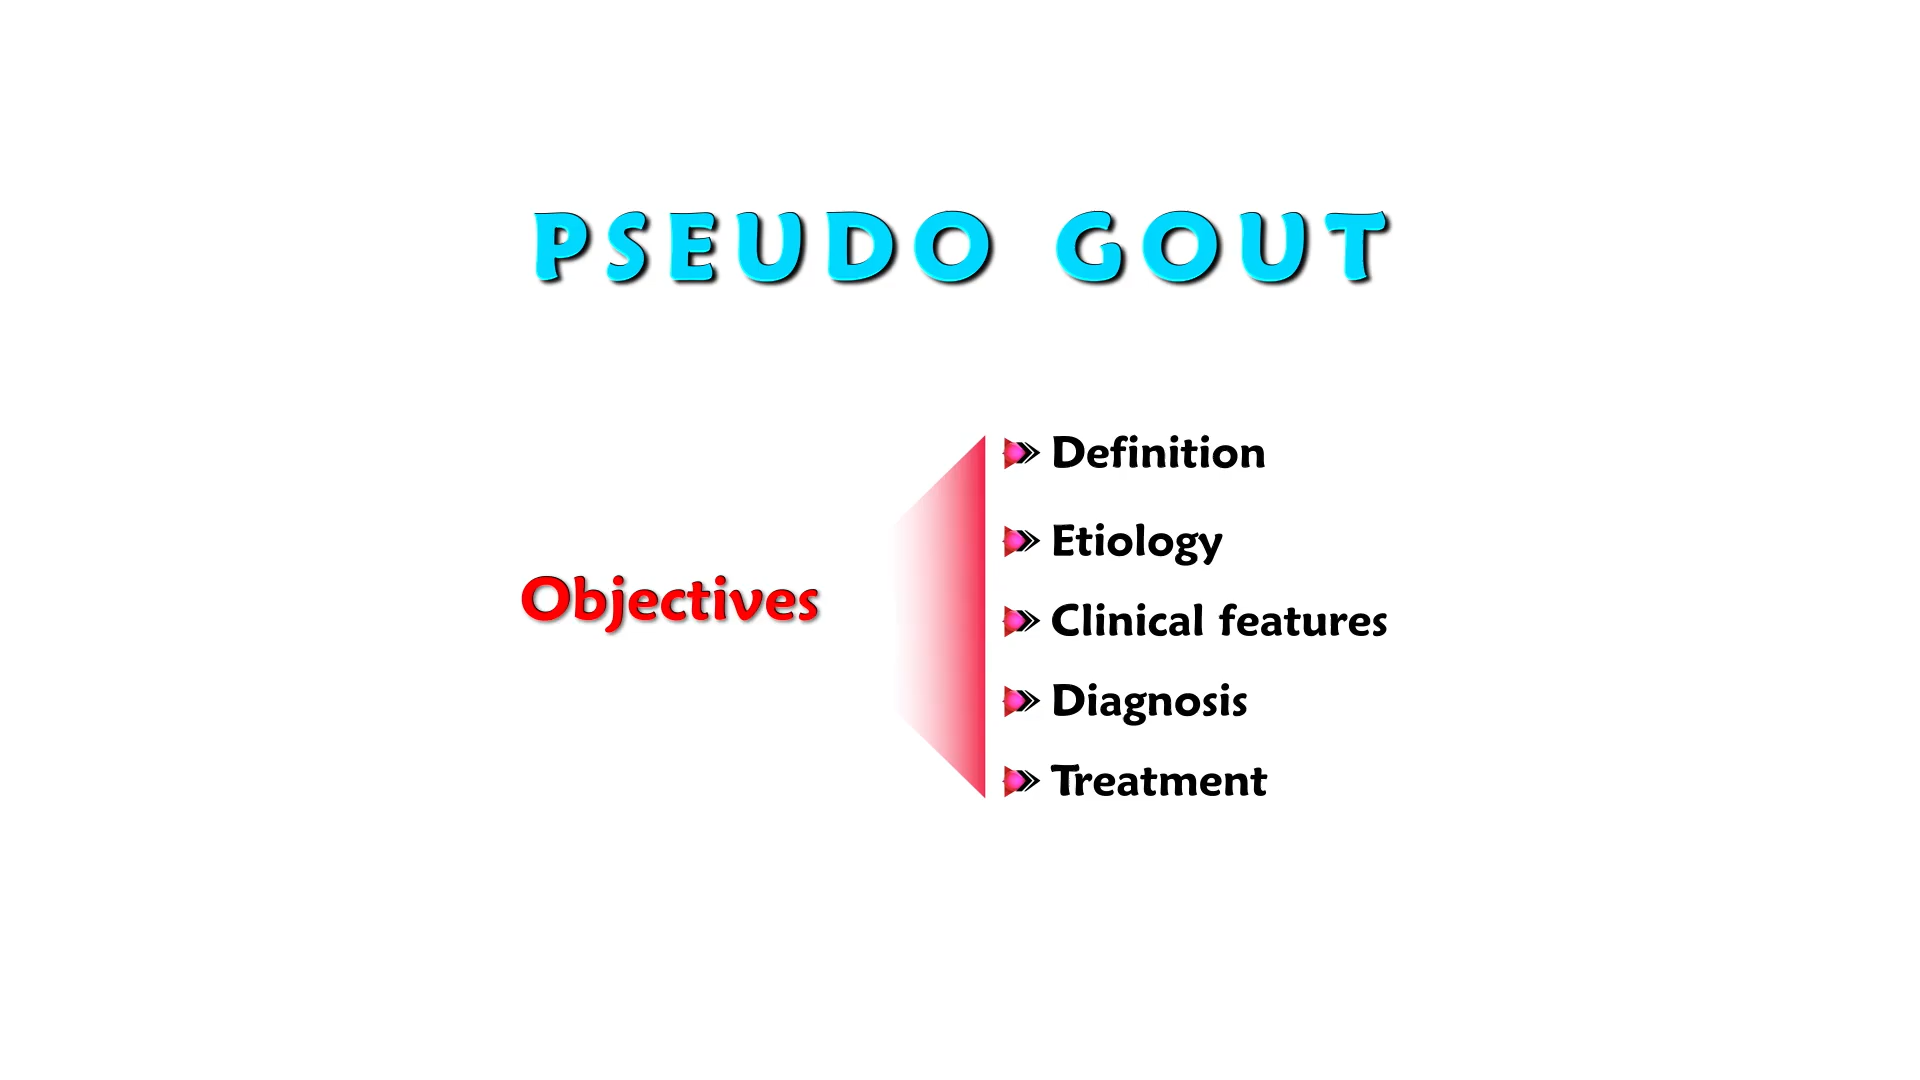 PSEUDO GOUT
Objectives
Definition
Etiology
Clinical features
Diagnosis
Treatment